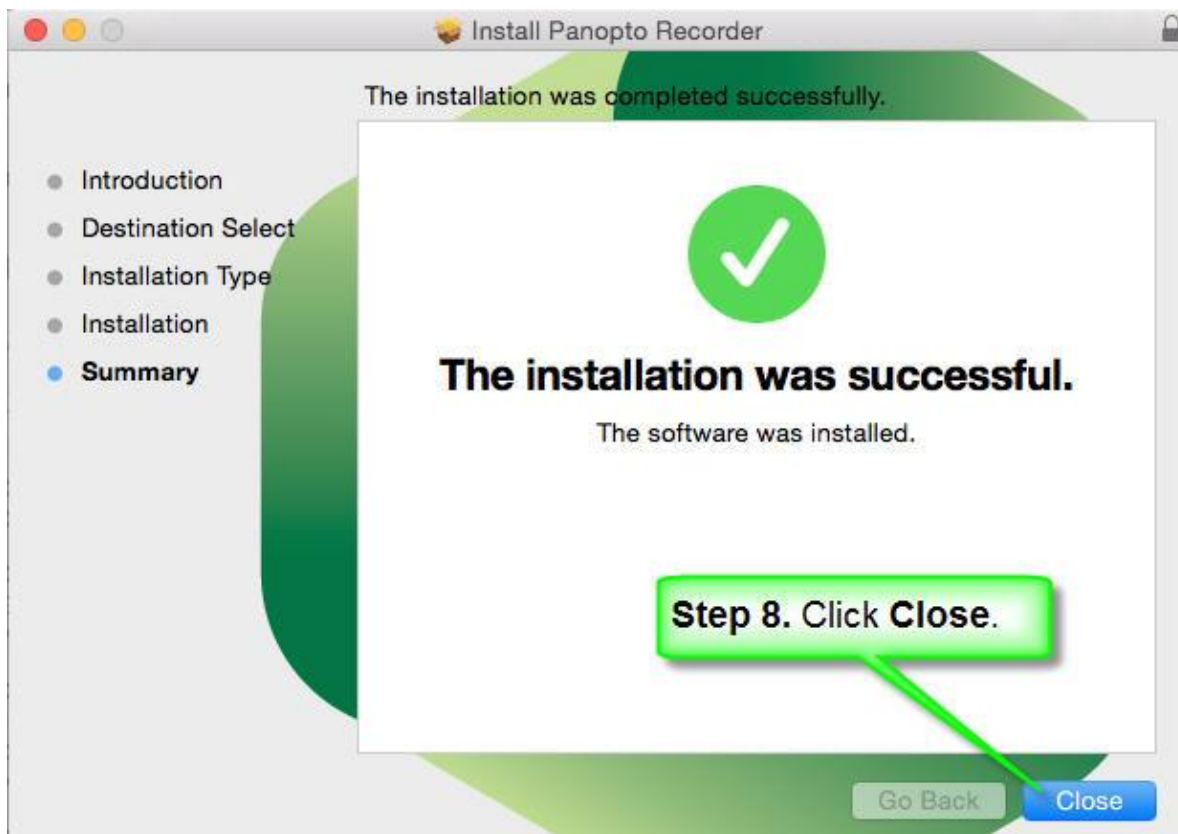 Install Panopto Recorder
The installation was completed successfully.
Introduction
Destination Select
Installation Type
Installation
Summary
The installation was successful.
The software was installed.
Step 8. Click Close.
Go Back
Close